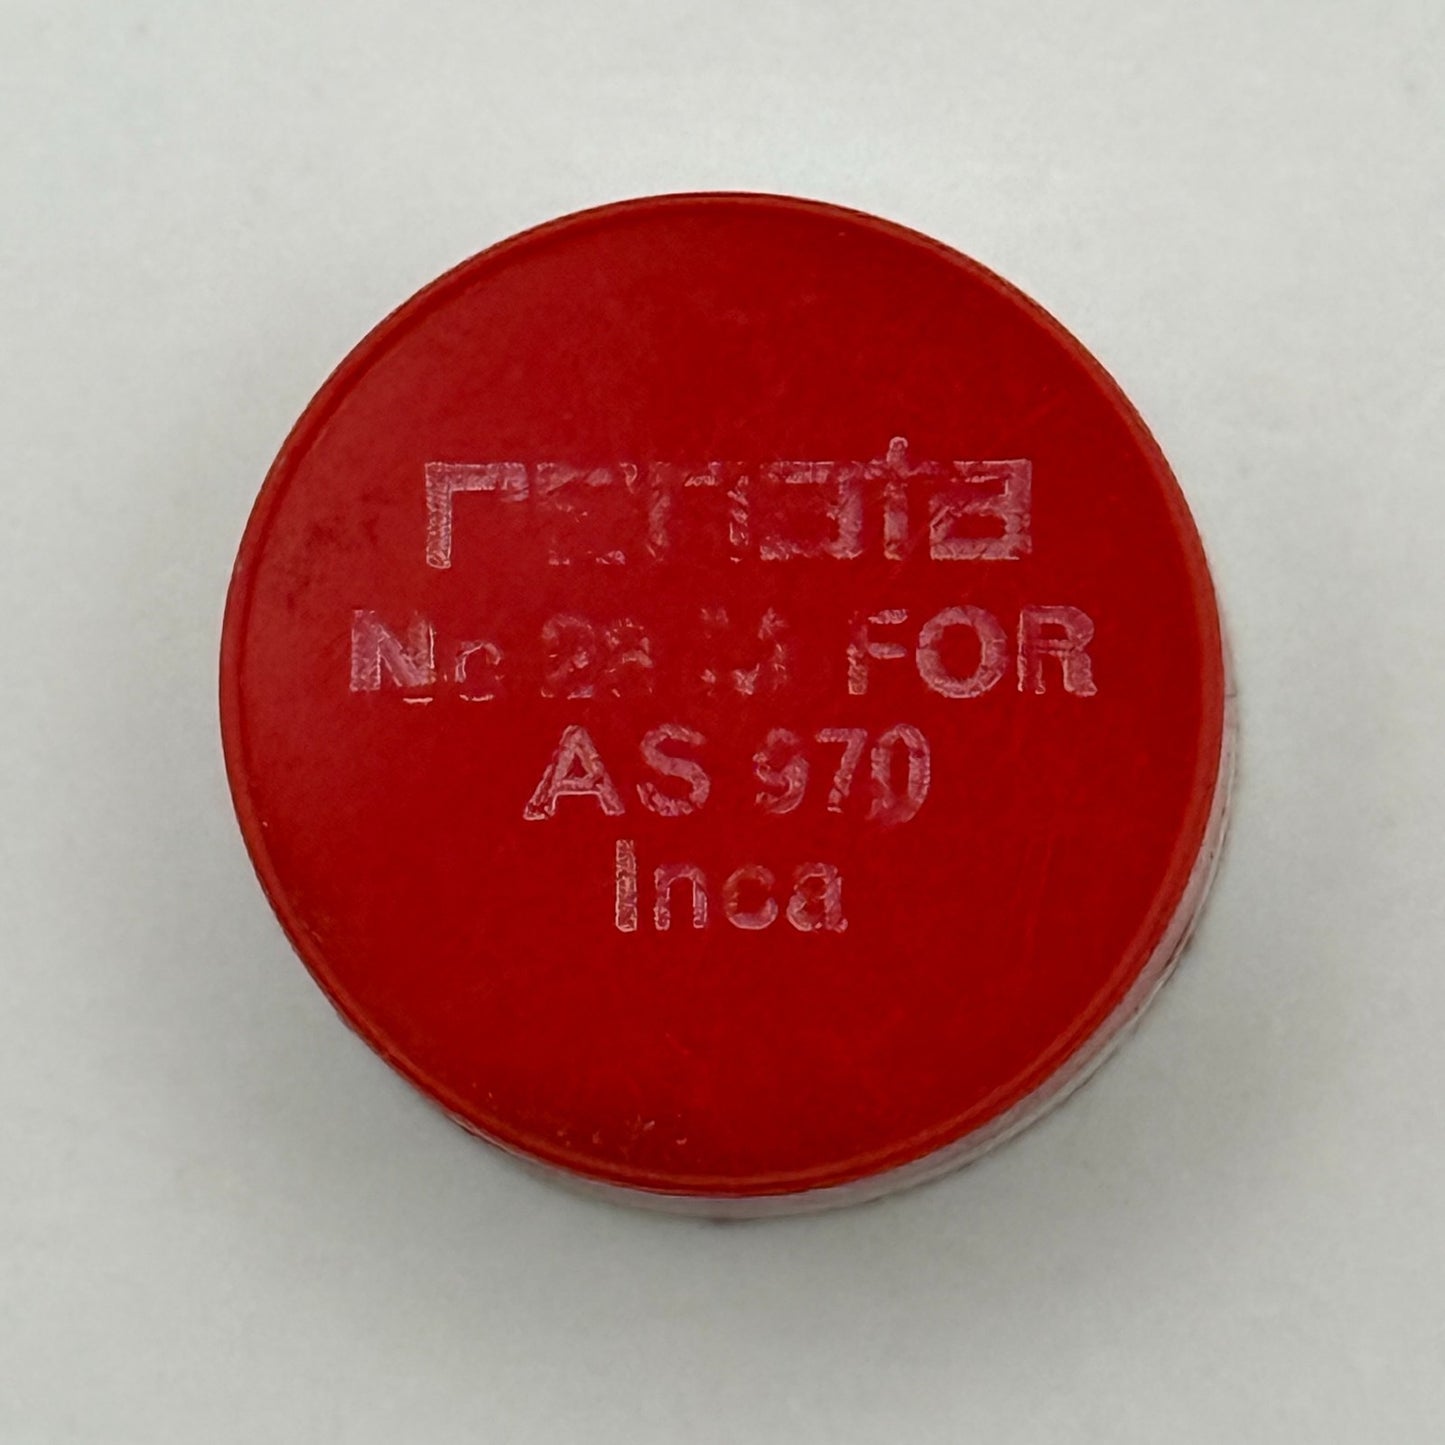 renata
No FOR
AS 970
Inca